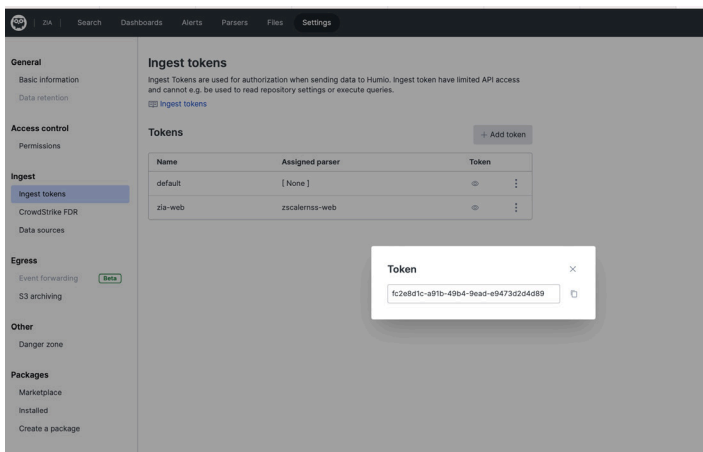 ZIA Search Dashboards Alerts Parsers Files Settings
General
Basic information
Data retention
Access control
Permissions
Ingest
Ingest tokens
CrowdStrike FDR
Data sources
Egress
Event forwarding Beta
S3 archiving
Other
Danger zone
Packages
Marketplace
Installed
Create a package
Ingest tokens
Ingest Tokens are used for authorization when sending data to Humio. Ingest token have limited API access
and cannot e.g. be used to read repository settings or execute queries.
Ingest tokens
Tokens
+ Add token
Name Assigned parser Token
default [ None ]
zia-web zscalernss-web
Token
fc2e8d1c-a91b-49b4-9ead-e9473d2d4d89